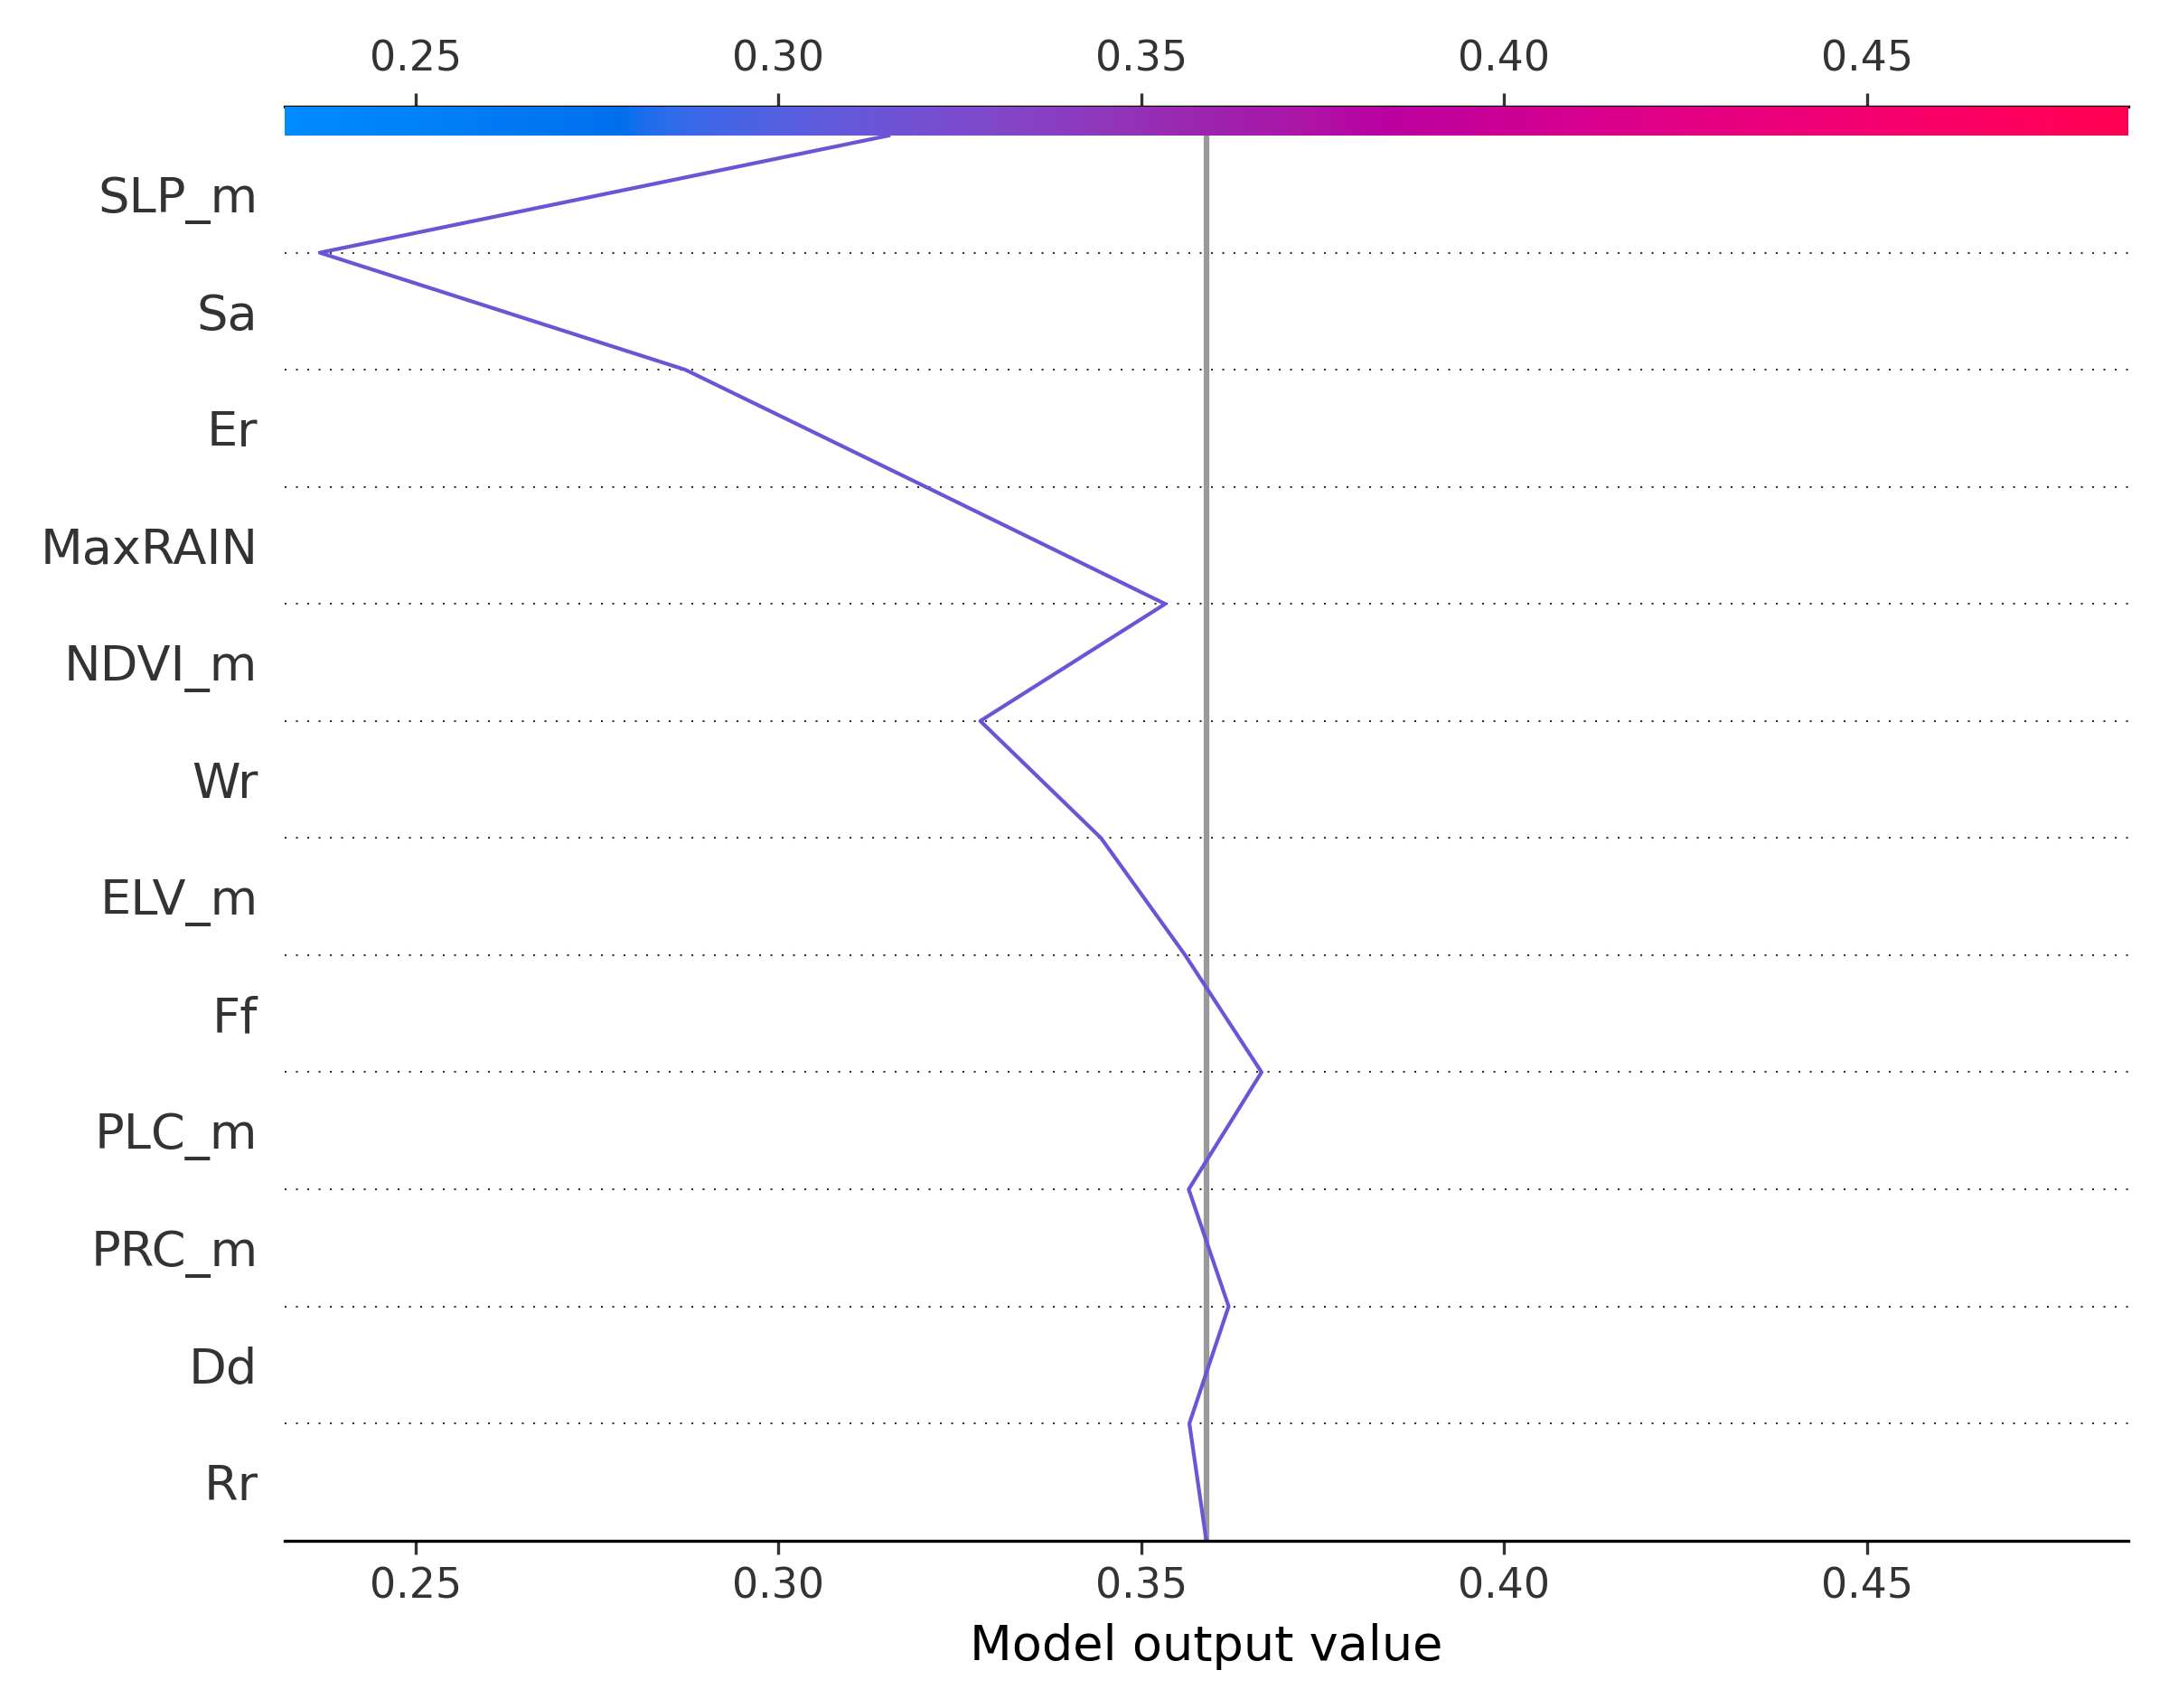 0.25 0.30 0.35 0.40 0.45
SLP_m
Sa
Er
MaxRAIN
NDVI_m
Wr
ELV_m
Ff
PLC_m
PRC_m
Dd
Rr
0.25 0.30 0.35 0.40 0.45
Model output value